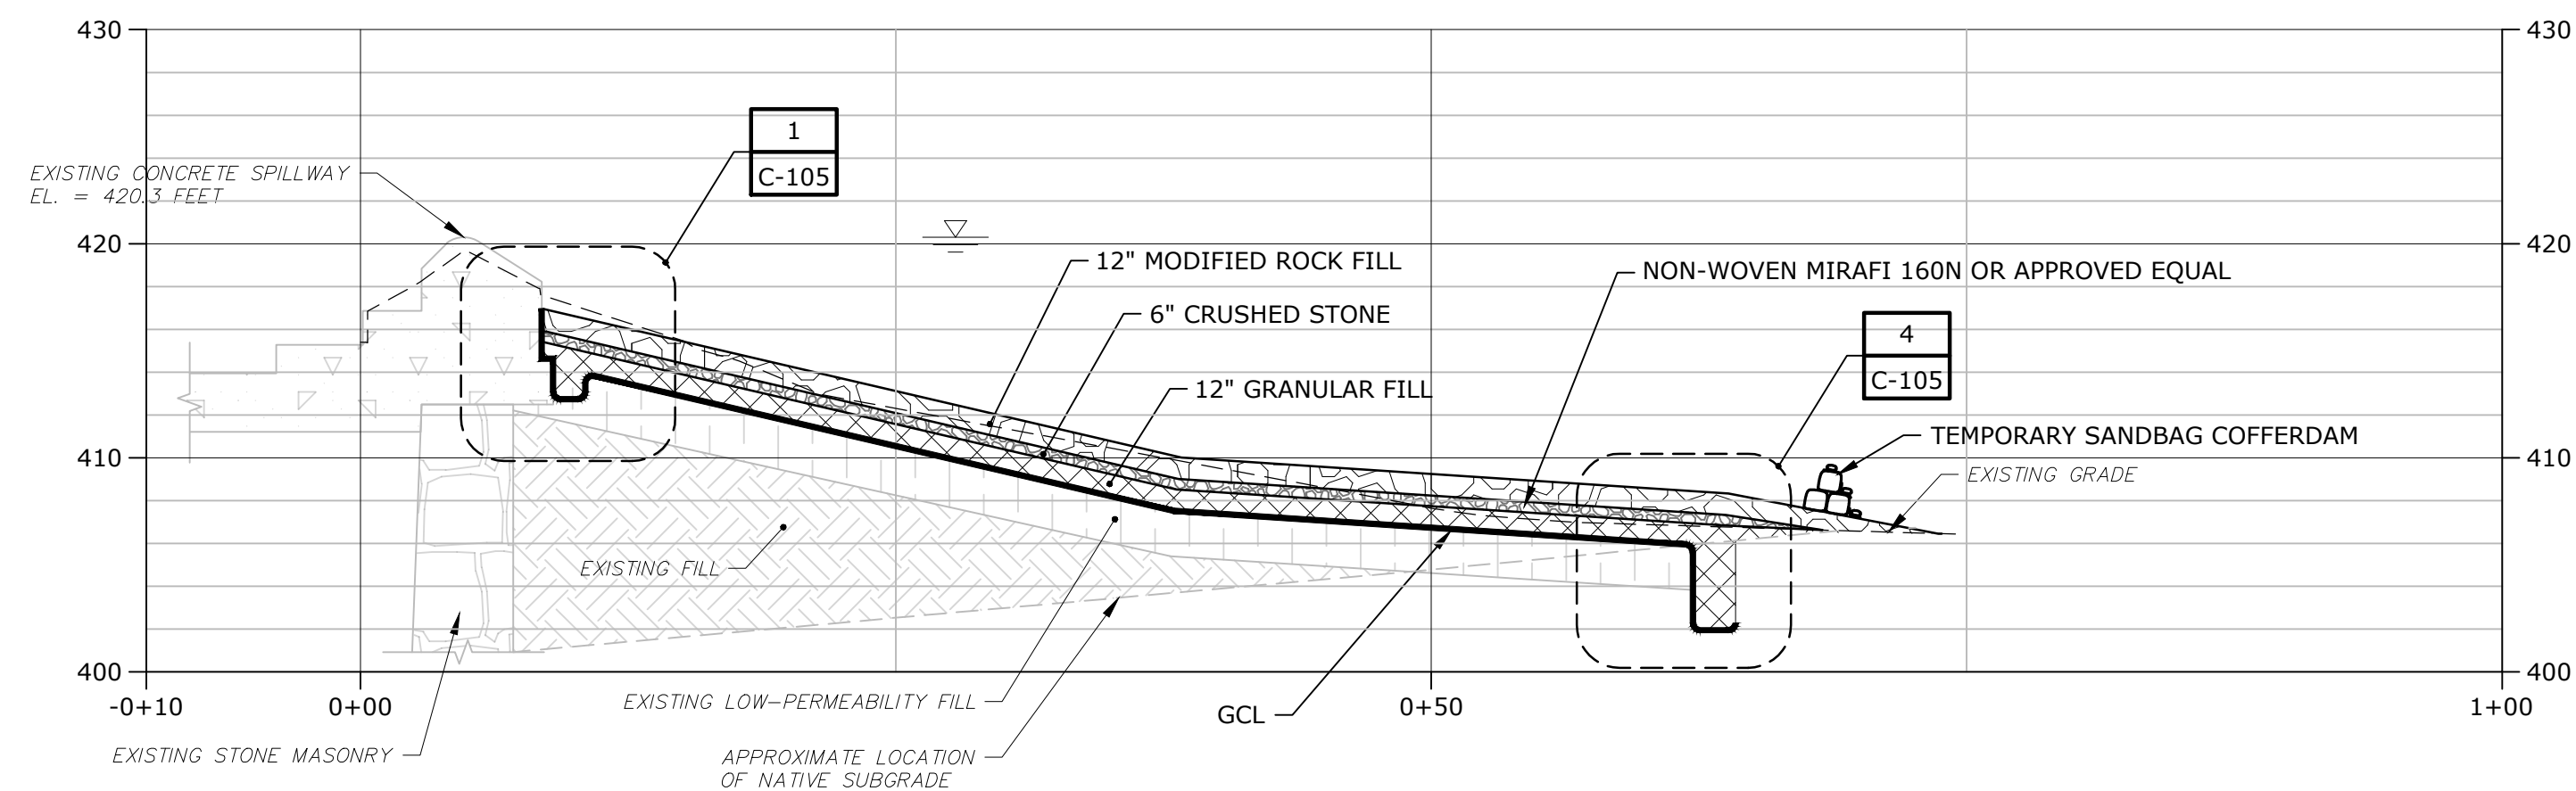 430
430
1
C-105
EXISTING CONCRETE SPILLWAY
EL. = 420.3 FEET
420
420
12" MODIFIED ROCK FILL
NON-WOVEN MIRAFI 160N OR APPROVED EQUAL
6" CRUSHED STONE
4
C-105
12" GRANULAR FILL
TEMPORARY SANDBAG COFFERDAM
410
410
EXISTING GRADE
EXISTING FILL
400
400
EXISTING LOW-PERMEABILITY FILL
-0+10
0+00
GCL
0+50
1+00
EXISTING STONE MASONRY
APPROXIMATE LOCATION
OF NATIVE SUBGRADE